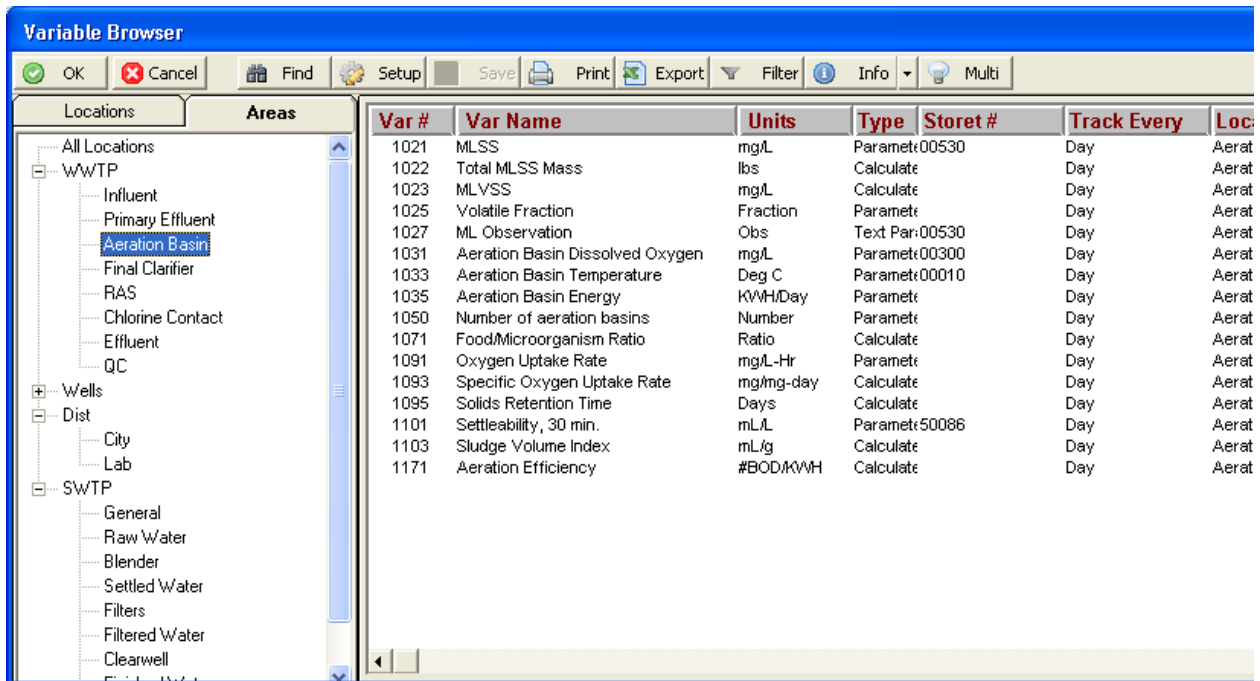 Variable Browser
OK Cancel Find Setup Save Print Export Filter Info Multi
Locations Areas
All Locations
WWTP
Influent
Primary Effluent
Aeration Basin
Final Clarifier
RAS
Chlorine Contact
Effluent
QC
Wells
Dist
City
Lab
SWTP
General
Raw Water
Blender
Settled Water
Filters
Filtered Water
Clearwell
Var # Var Name Units Type Storet # Track Every Loca
1021 MLSS mg/L Paramete 00530 Day Aerat
1022 Total MLSS Mass lbs Calculate Day Aerat
1023 MLVSS mg/L Calculate Day Aerat
1025 Volatile Fraction Fraction Paramete Day Aerat
1027 ML Observation Obs Text Para 00530 Day Aerat
1031 Aeration Basin Dissolved Oxygen mg/L Paramete 00300 Day Aerat
1033 Aeration Basin Temperature Deg C Paramete 00010 Day Aerat
1035 Aeration Basin Energy KWH/Day Paramete Day Aerat
1050 Number of aeration basins Number Paramete Day Aerat
1071 Food/Microorganism Ratio Ratio Calculate Day Aerat
1091 Oxygen Uptake Rate mg/L-Hr Paramete Day Aerat
1093 Specific Oxygen Uptake Rate mg/mg-day Calculate Day Aerat
1095 Solids Retention Time Days Calculate Day Aerat
1101 Settleability, 30 min. mL/L Paramete 50086 Day Aerat
1103 Sludge Volume Index mL/g Calculate Day Aerat
1171 Aeration Efficiency #BOD/KWH Calculate Day Aerat